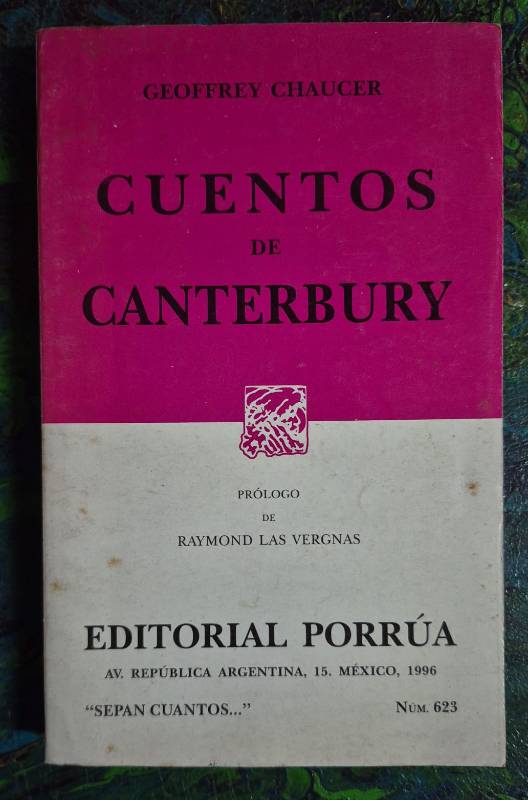 GEOFFREY CHAUCER
CUENTOS
DE
CANTERBURY
PRÓLOGO
DE
RAYMOND LAS VERGNAS
EDITORIAL PORRÚA
AV. REPÚBLICA ARGENTINA, 15. MÉXICO, 1996
"SEPAN CUANTOS..." NÚM. 623